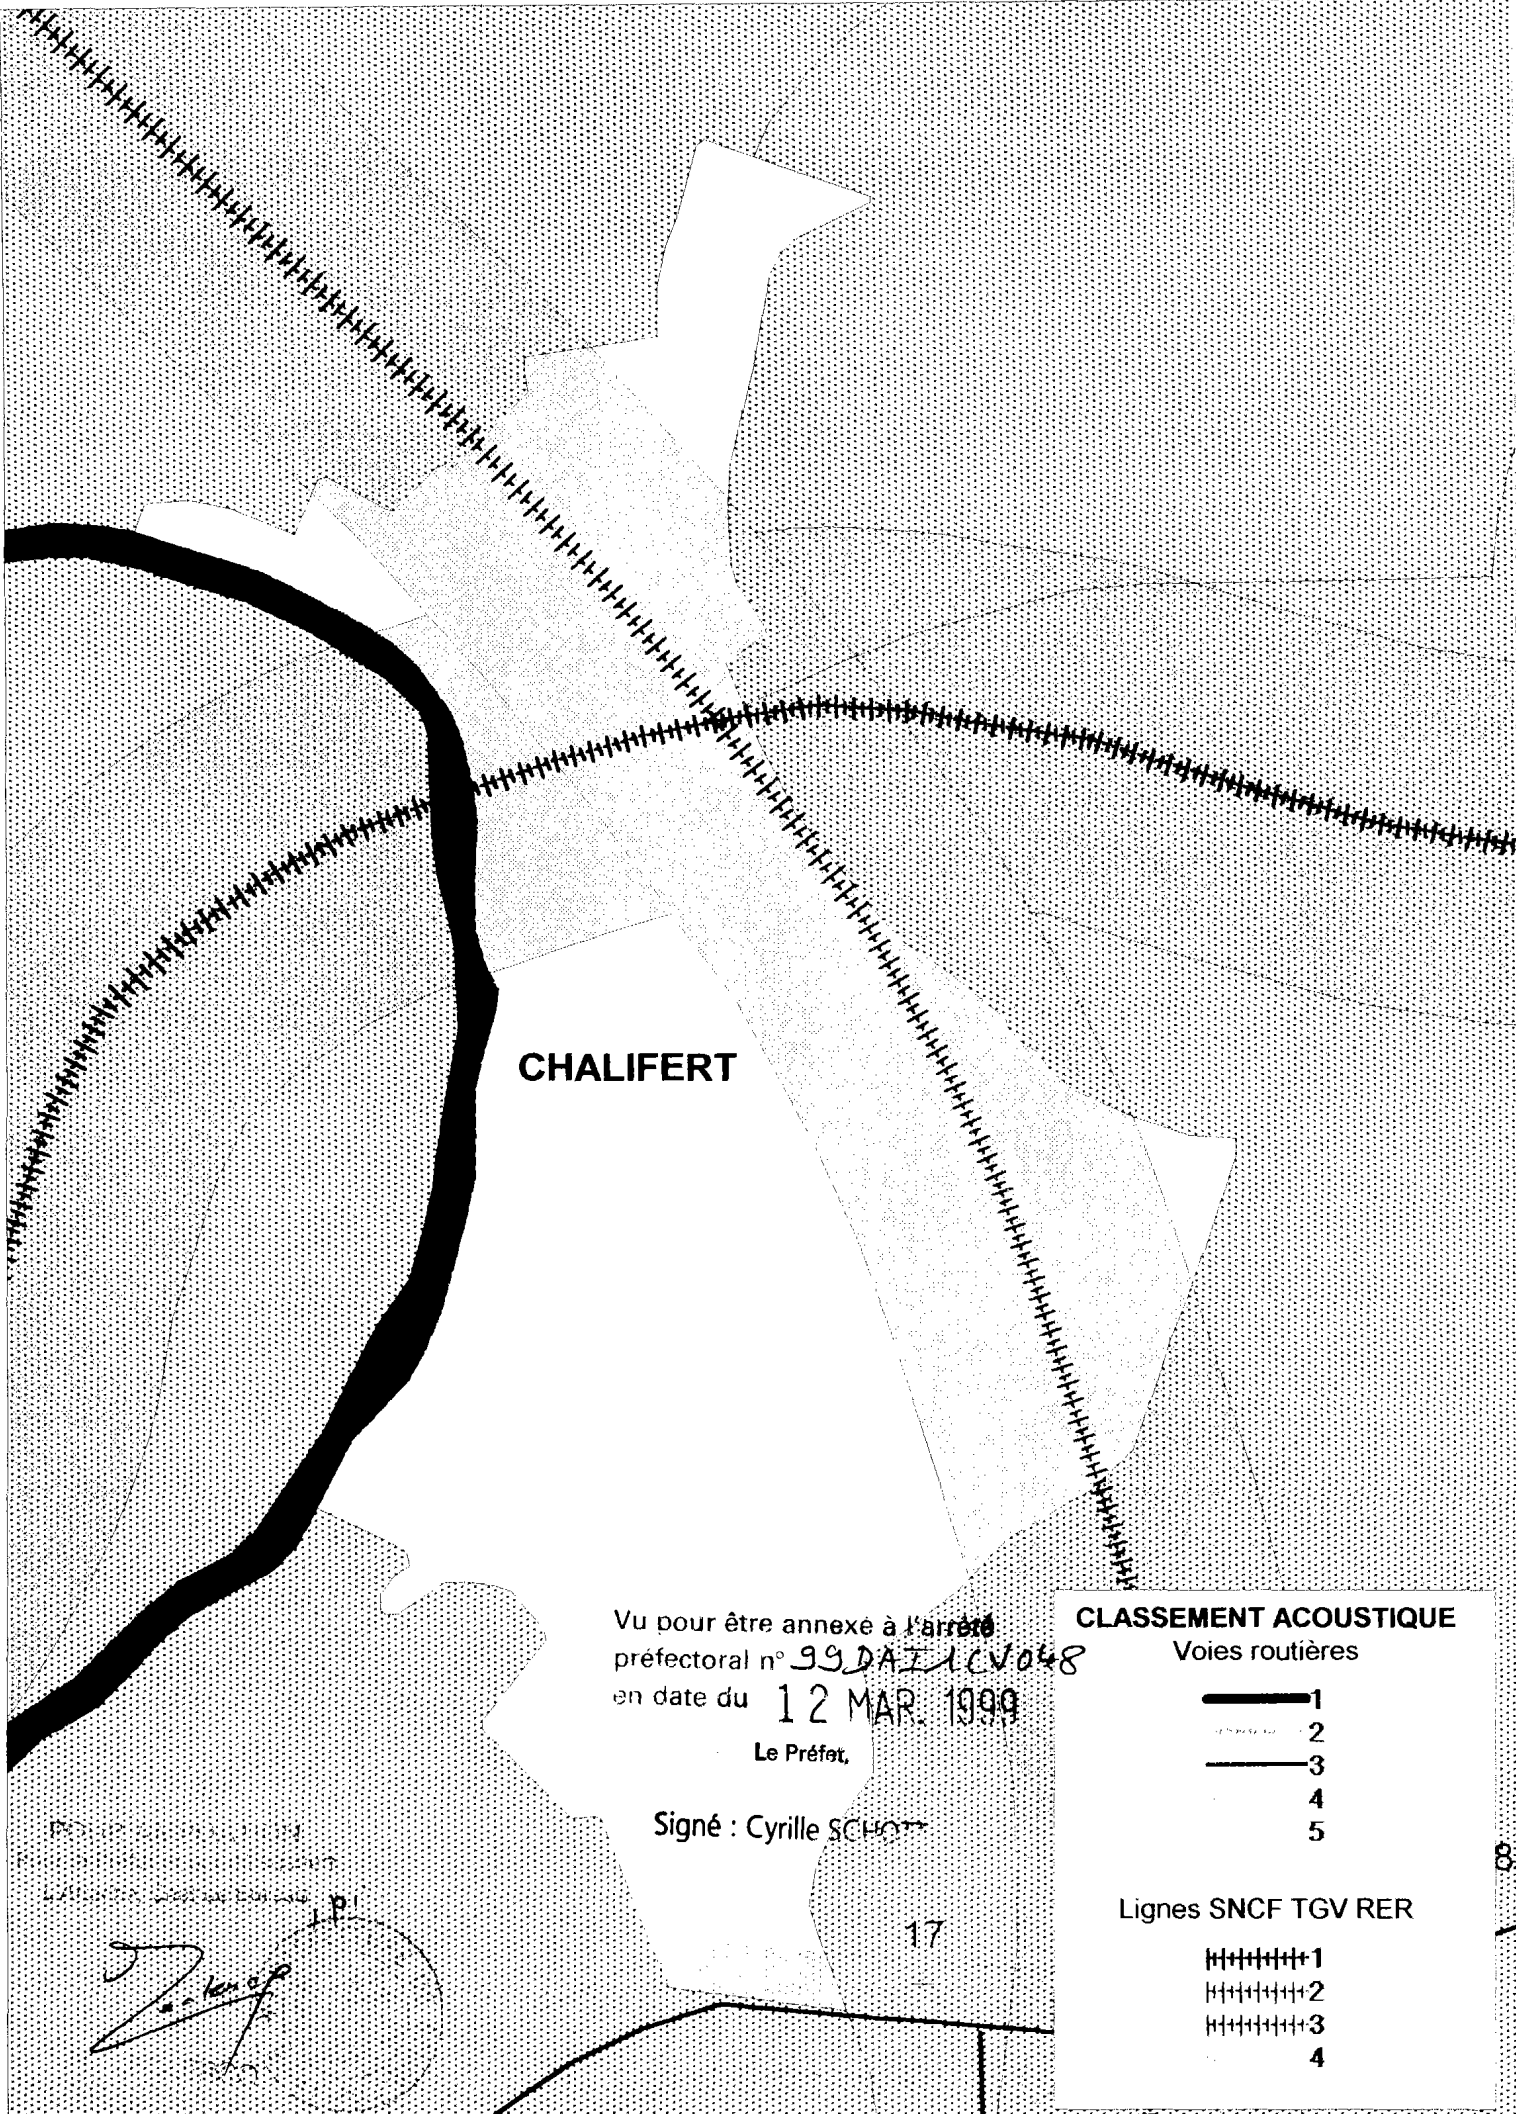 CHALIFERT
Vu pour être annexé à l'arrêté
préfectoral n° 99DAI1CV048
en date du 12 MAR. 1999
Le Préfet,
Signé : Cyrille SCHOTT
17
8
CLASSEMENT ACOUSTIQUE
Voies routières
1
2
3
4
5
Lignes SNCF TGV RER
1
2
3
4